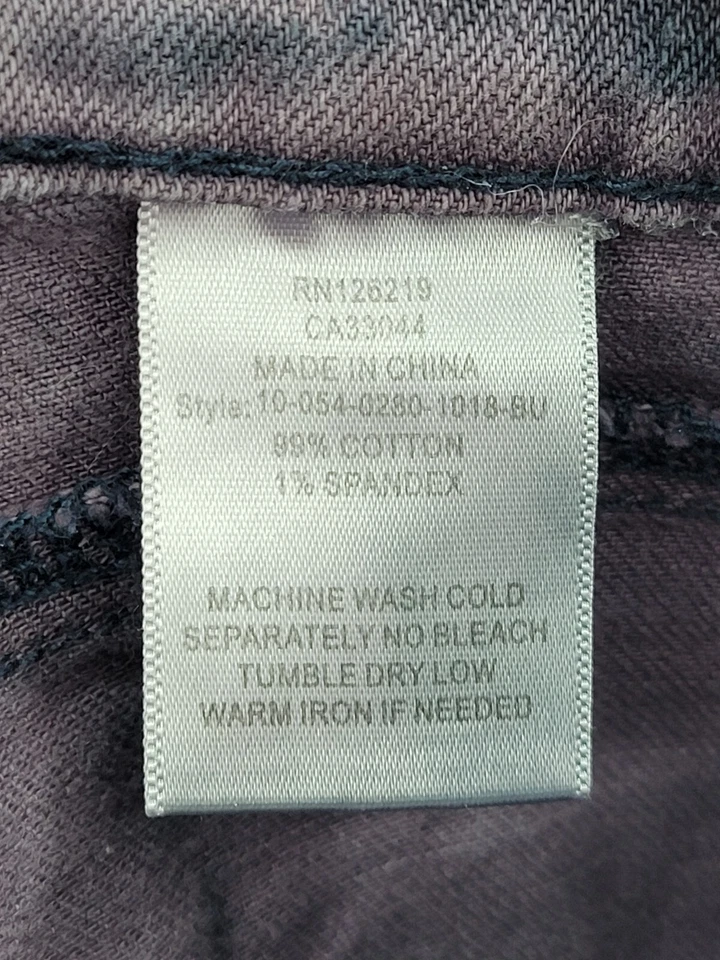 RN126219
CA33044
MADE IN CHINA
Style: 10-054-0280-1018-BU
99% COTTON
1% SPANDEX
MACHINE WASH COLD
SEPARATELY NO BLEACH
TUMBLE DRY LOW
WARM IRON IF NEEDED